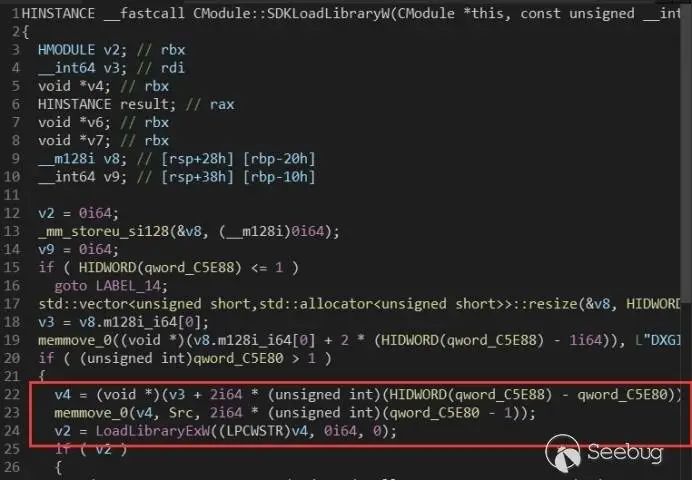 1 HINSTANCE __fastcall CModule::SDKLoadLibraryW(CModule *this, const unsigned __int
2 {
3 HMODULE v2; // rbx
4 __int64 v3; // rdi
5 void *v4; // rbx
6 HINSTANCE result; // rax
7 void *v6; // rbx
8 void *v7; // rbx
9 __m128i v8; // [rsp+28h] [rbp-20h]
10 __int64 v9; // [rsp+38h] [rbp-10h]
11
12 v2 = 0i64;
13 _mm_storeu_si128(&v8, (__m128i)0i64);
14 v9 = 0i64;
15 if ( HIDWORD(qword_C5E88) <= 1 )
16 goto LABEL_14;
17 std::vector<unsigned short,std::allocator<unsigned short>>::resize(&v8, HIDWORD
18 v3 = v8.m128i_i64[0];
19 memmove_0((void *)(v8.m128i_i64[0] + 2 * (HIDWORD(qword_C5E88) - 1i64)), L"DXGI
20 if ( (unsigned int)qword_C5E80 > 1 )
21 {
22 v4 = (void *)(v3 + 2i64 * (unsigned int)(HIDWORD(qword_C5E88) - qword_C5E80))
23 memmove_0(v4, Src, 2i64 * (unsigned int)(qword_C5E80 - 1));
24 v2 = LoadLibraryExW((LPCWSTR)v4, 0i64, 0);
25 if ( v2 )
26 {
Seebug